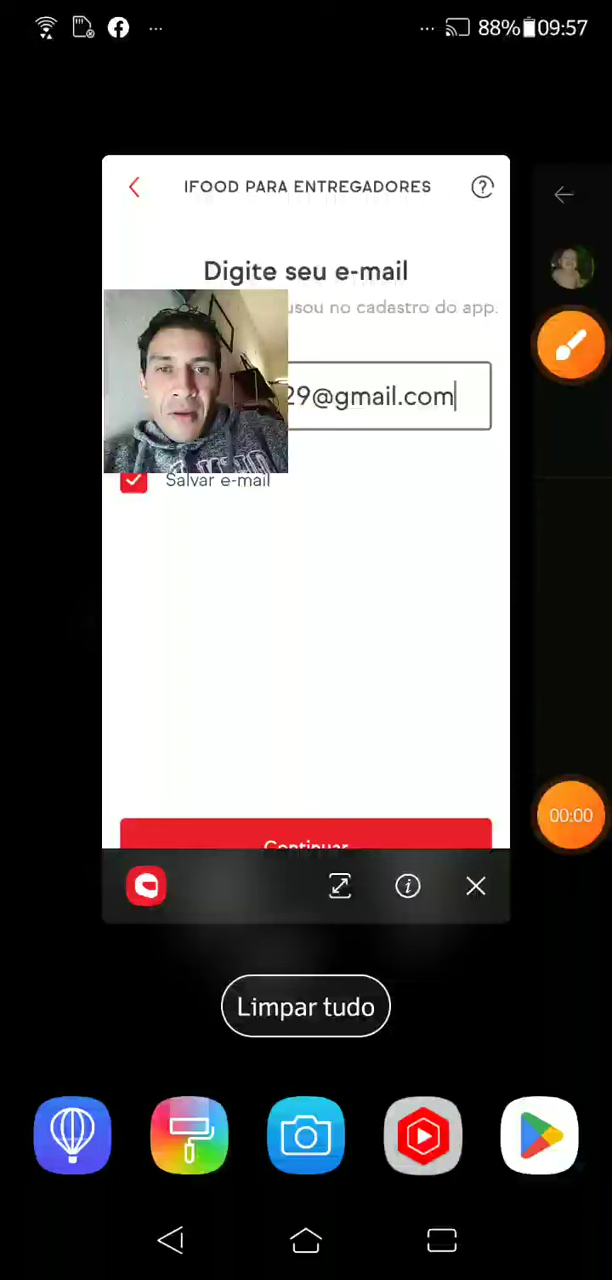 ··· ··· 88% 09:57
IFOOD PARA ENTREGADORES
Digite seu e-mail
usou no cadastro do app.
29@gmail.com
Salvar e-mail
Continuar
00:00
Limpar tudo